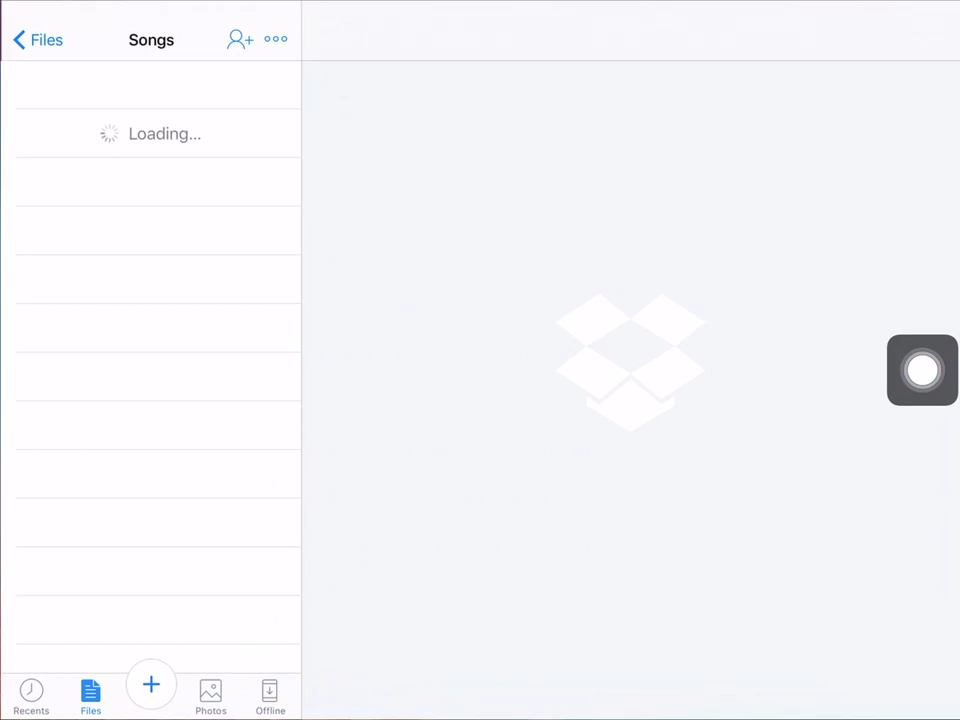 Files
Songs
Loading...
Recents
Files
Photos
Offline